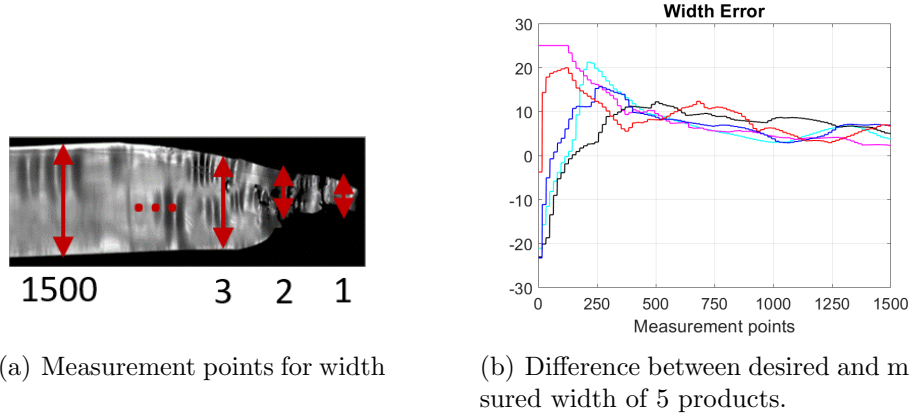 Width Error
30
20
10
0
-10
-20
-30
0 250 500 750 1000 1250 1500
Measurement points
1500 3 2 1
(a) Measurement points for width
(b) Difference between desired and m
sured width of 5 products.